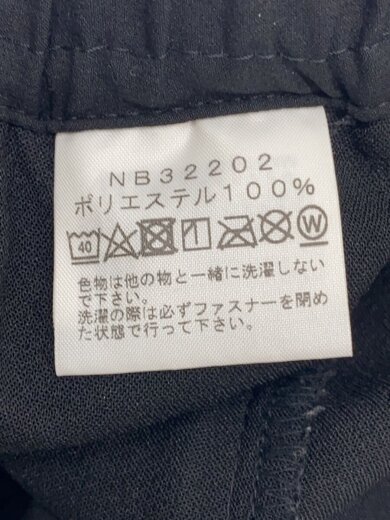 NB32202
ポリエステル100%
40 W
色物は他の物と一緒に洗濯しない
で下さい。
洗濯の際は必ずファスナーを閉め
た状態で行って下さい。